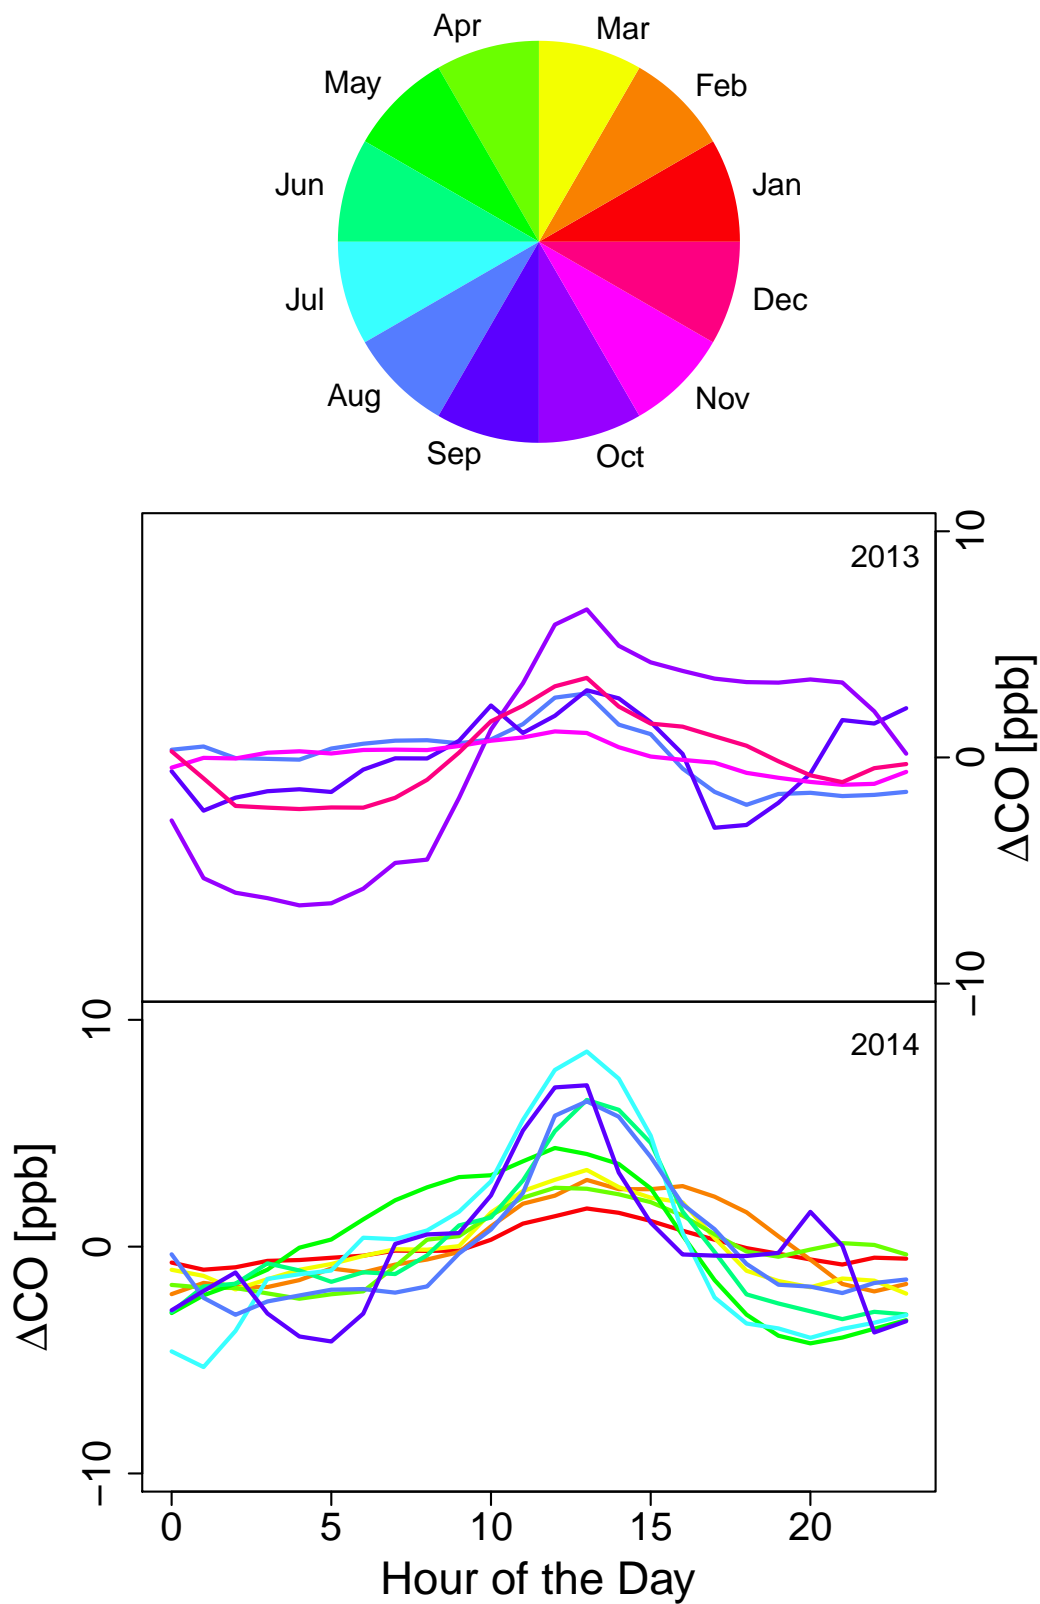 Apr
Mar
May
Feb
Jun
Jan
Jul
Dec
Aug
Nov
Sep
Oct
2013
10
0
−10
ΔCO [ppb]
2014
10
0
−10
ΔCO [ppb]
0 5 10 15 20
Hour of the Day